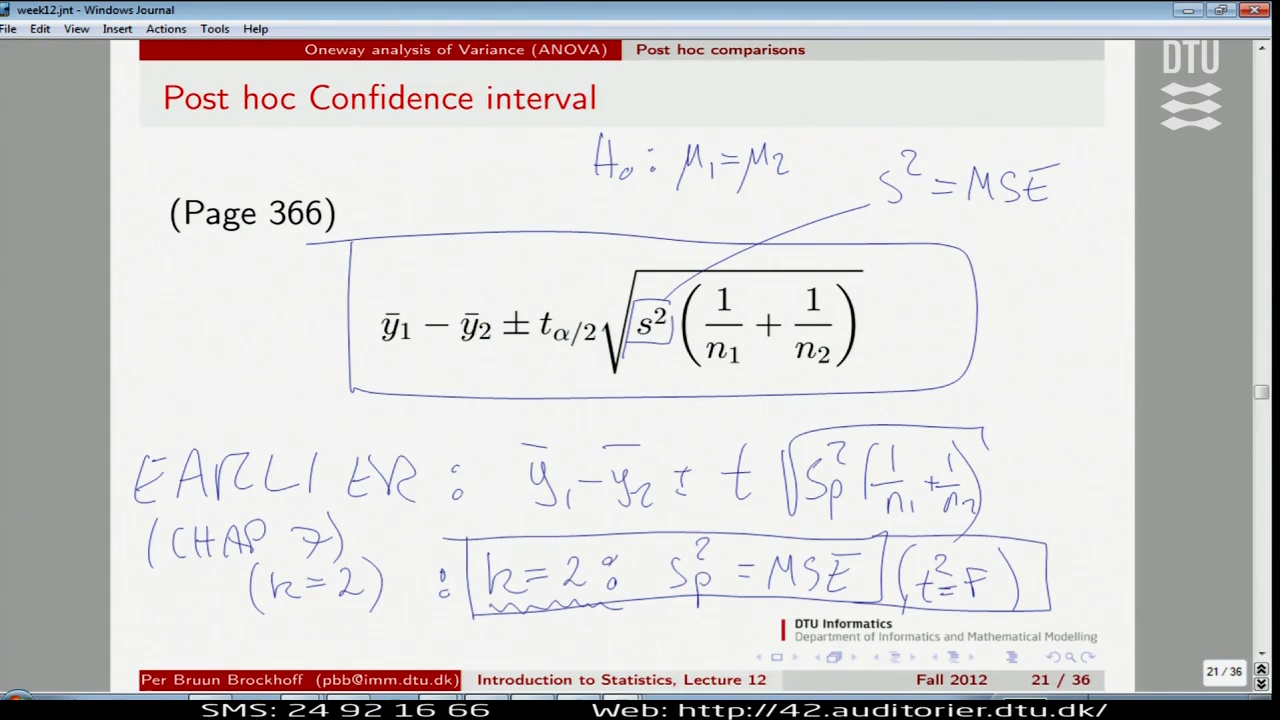 week12.jnt - Windows Journal
File Edit View Insert Actions Tools Help
Oneway analysis of Variance (ANOVA) Post hoc comparisons
DTU
Post hoc Confidence interval
H₀: μ₁=μ₂
s² = MSE
(Page 366)
ȳ₁ − ȳ₂ ± t_{α/2} √(s² (1/n₁ + 1/n₂))
EARLIER: ȳ₁ − ȳ₂ ± t √(Sp² (1/n₁ + 1/n₂))
(CHAP 7)
(k=2) : k=2: Sp² = MSE (t²=F)
DTU Informatics
Department of Informatics and Mathematical Modelling
Per Bruun Brockhoff (pbb@imm.dtu.dk) Introduction to Statistics, Lecture 12 Fall 2012 21 / 36
21 / 36
SMS: 24 92 16 66 Web: http://42.auditorier.dtu.dk/